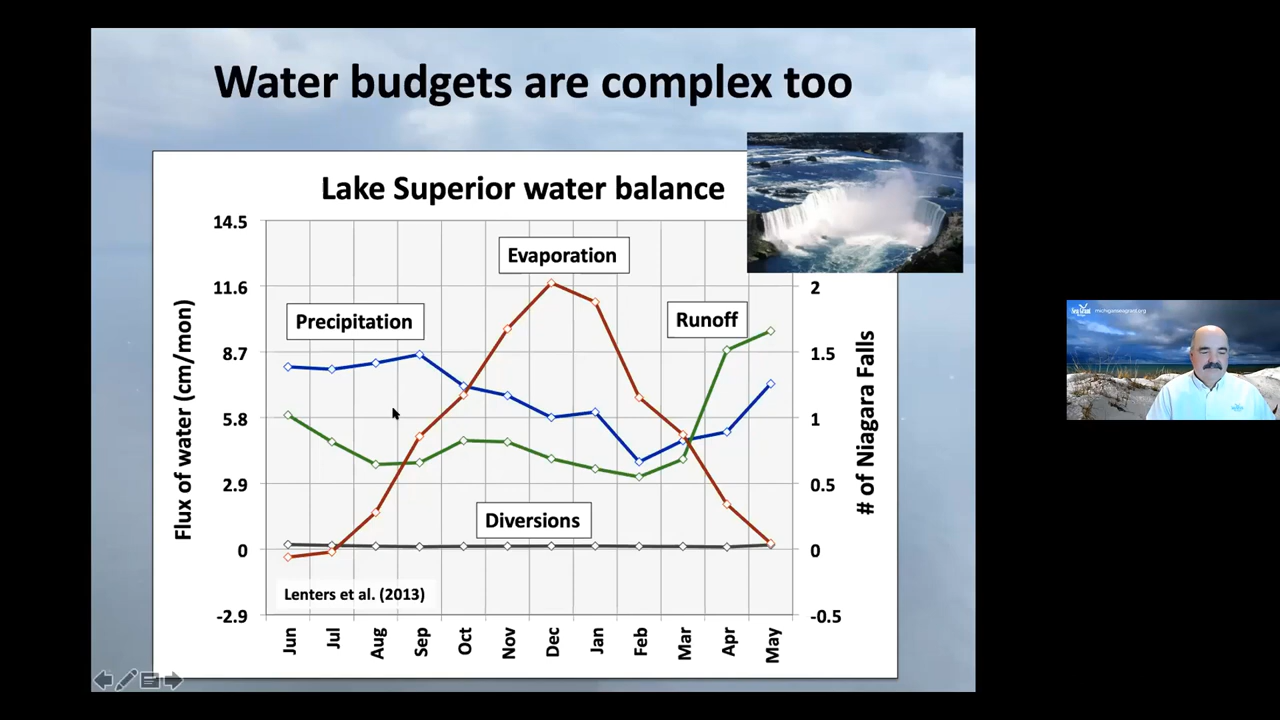 Water budgets are complex too
Lake Superior water balance
14.5
11.6
8.7
5.8
2.9
0
-2.9
Flux of water (cm/mon)
Evaporation
Precipitation
Runoff
Diversions
Lenters et al. (2013)
2
1.5
1
0.5
0
-0.5
# of Niagara Falls
Jun
Jul
Aug
Sep
Oct
Nov
Dec
Jan
Feb
Mar
Apr
May
michiganseagrant.org